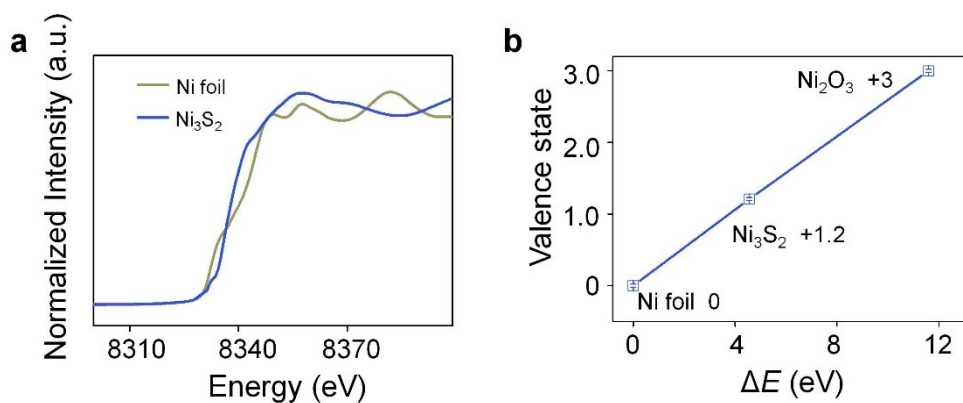 a
Normalized Intensity (a.u.)
Ni foil
Ni₃S₂
8310
8340
8370
Energy (eV)
b
Valence state
3.0
2.0
1.0
0
Ni₂O₃ +3
Ni₃S₂ +1.2
Ni foil 0
0
4
8
12
ΔE (eV)